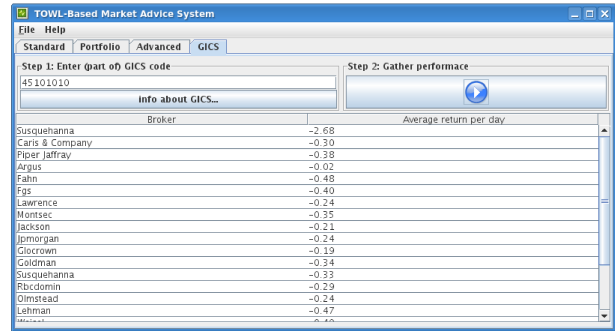 TOWL-Based Market Advice System
File Help
Standard Portfolio Advanced GICS
Step 1: Enter (part of) GICS code
45101010
info about GICS...
Step 2: Gather performace
Broker Average return per day
Susquehanna -2.68
Caris & Company -0.30
Piper Jaffray -0.38
Argus -0.02
Fahn -0.48
Fgs -0.40
Lawrence -0.24
Montsec -0.35
Jackson -0.21
Jpmorgan -0.24
Glocrown -0.19
Goldman -0.34
Susquehanna -0.33
Rbcdomin -0.29
Olmstead -0.24
Lehman -0.47